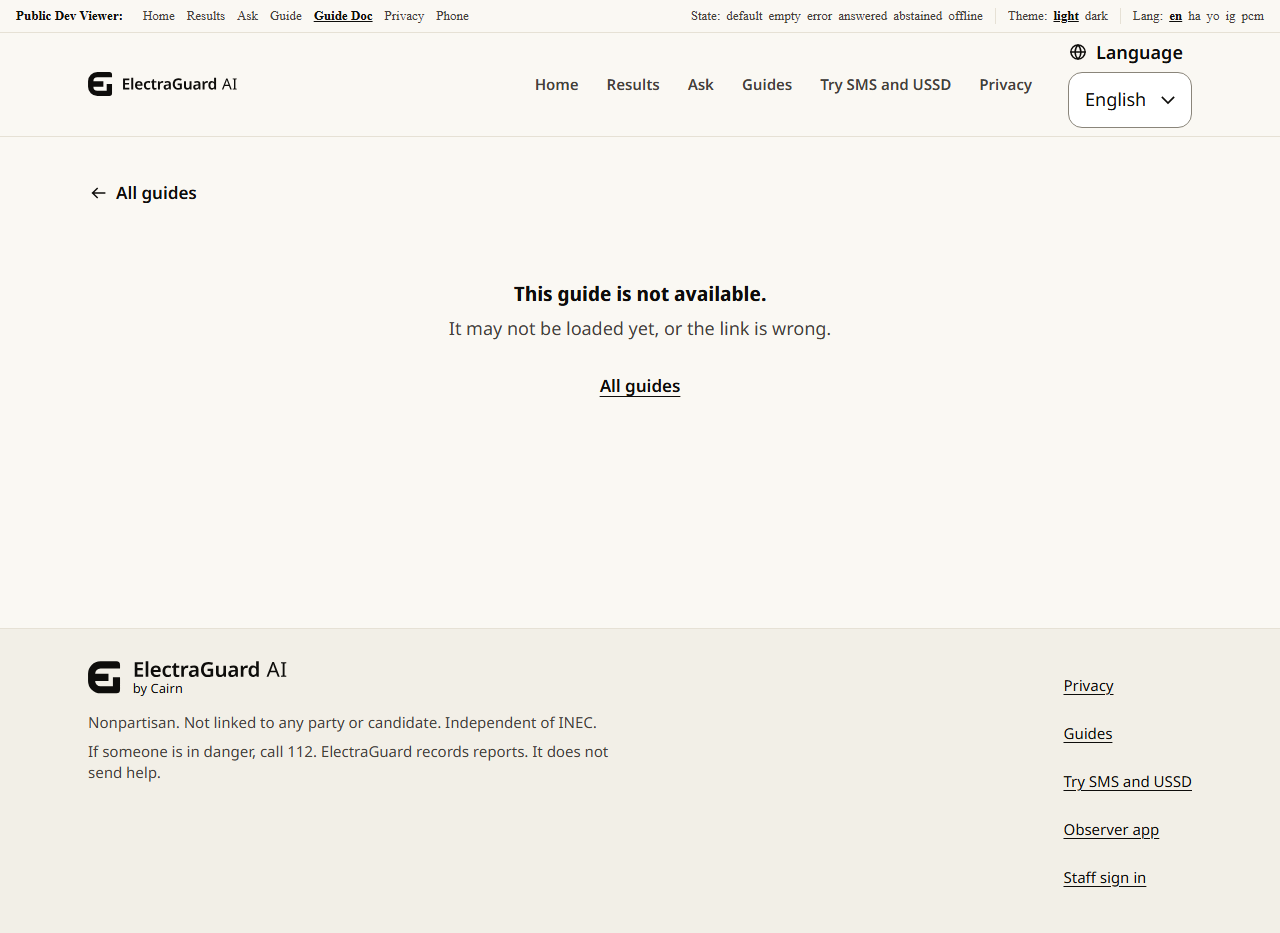 Public Dev Viewer: Home Results Ask Guide Guide Doc Privacy Phone State: default empty error answered abstained offline Theme: light dark Lang: en ha yo ig pcm
Language
ElectraGuard AI Home Results Ask Guides Try SMS and USSD Privacy
English
All guides
This guide is not available.
It may not be loaded yet, or the link is wrong.
All guides
ElectraGuard AI
by Cairn
Nonpartisan. Not linked to any party or candidate. Independent of INEC.
If someone is in danger, call 112. ElectraGuard records reports. It does not
send help.
Privacy
Guides
Try SMS and USSD
Observer app
Staff sign in